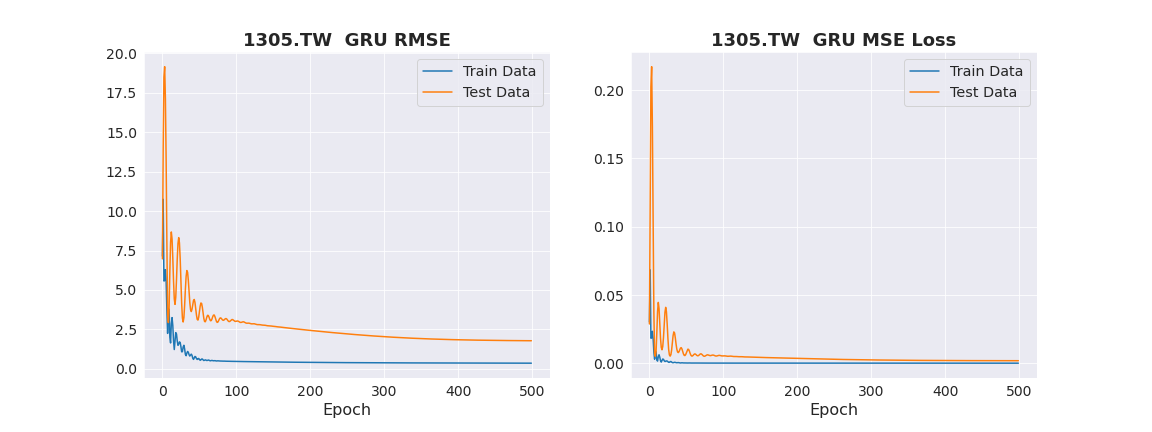 1305.TW  GRU RMSE
20.0
17.5
15.0
12.5
10.0
7.5
5.0
2.5
0.0
Train Data
Test Data
0 100 200 300 400 500
Epoch
1305.TW  GRU MSE Loss
0.20
0.15
0.10
0.05
0.00
Train Data
Test Data
0 100 200 300 400 500
Epoch